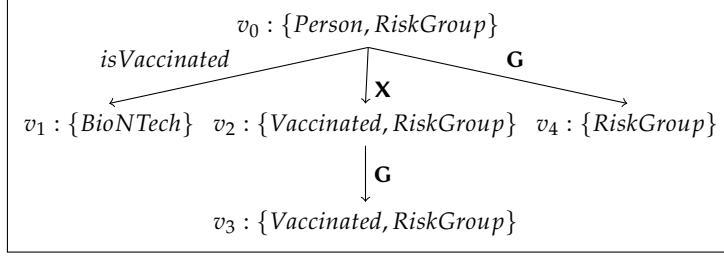 v₀ : {Person, RiskGroup}
isVaccinated
G
X
v₁ : {BioNTech} v₂ : {Vaccinated, RiskGroup} v₄ : {RiskGroup}
G
v₃ : {Vaccinated, RiskGroup}